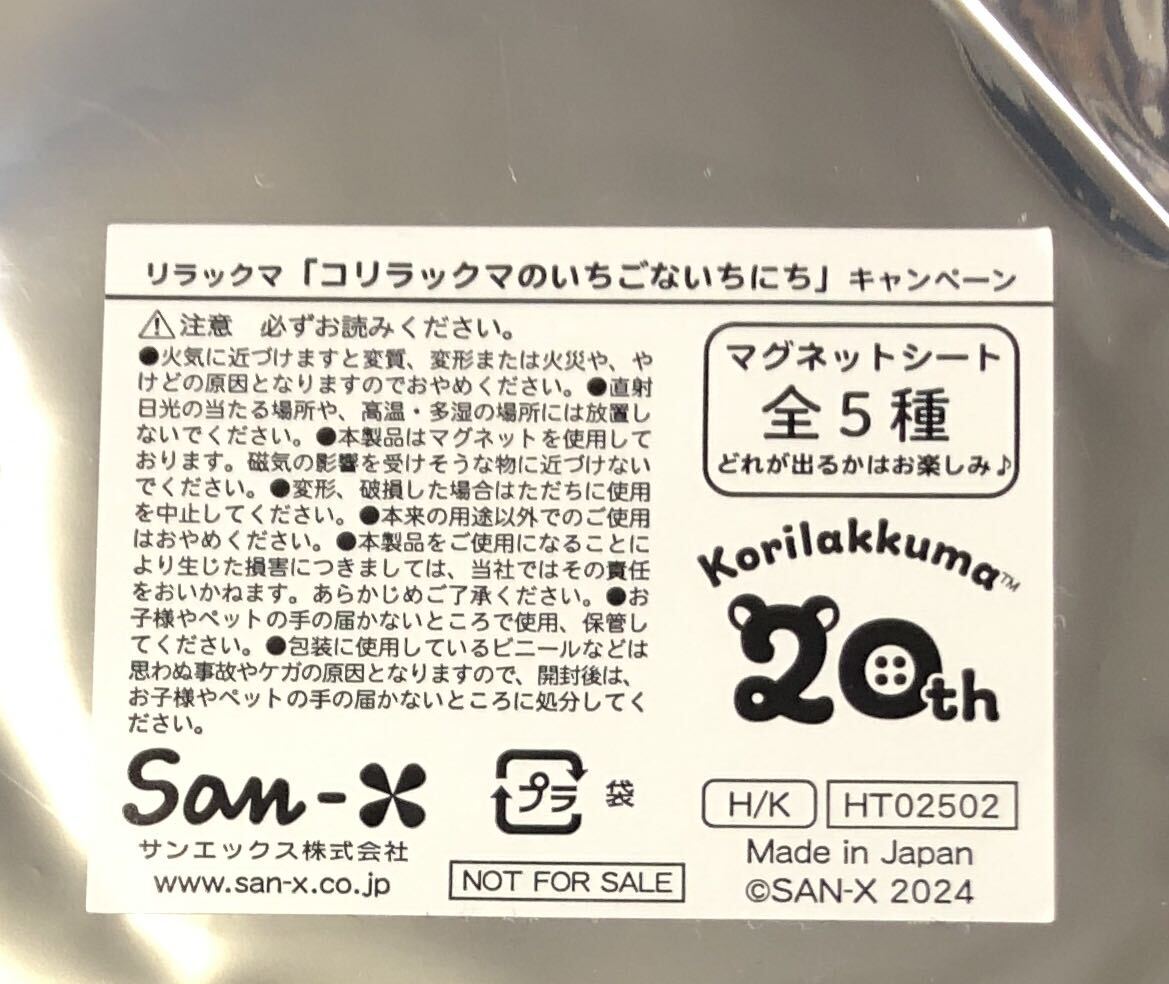 リラックマ「コリラックマのいちごないちにち」キャンペーン
⚠注意　必ずお読みください。
●火気に近づけますと変質、変形または火災や、や
けどの原因となりますのでおやめください。●直射
日光の当たる場所や、高温・多湿の場所には放置し
ないでください。●本製品はマグネットを使用して
おります。磁気の影響を受けそうな物に近づけない
でください。●変形、破損した場合はただちに使用
を中止してください。●本来の用途以外でのご使用
はおやめください。●本製品をご使用になることに
より生じた損害につきましては、当社ではその責任
をおいかねます。あらかじめご了承ください。●お
子様やペットの手の届かないところで使用、保管し
てください。●包装に使用しているビニールなどは
思わぬ事故やケガの原因となりますので、開封後は、
お子様やペットの手の届かないところに処分してく
ださい。
マグネットシート
全5種
どれが出るかはお楽しみ♪
Korilakkuma™
20th
San-X
サンエックス株式会社
www.san-x.co.jp
プラ 袋
NOT FOR SALE
H/K HT02502
Made in Japan
©SAN-X 2024